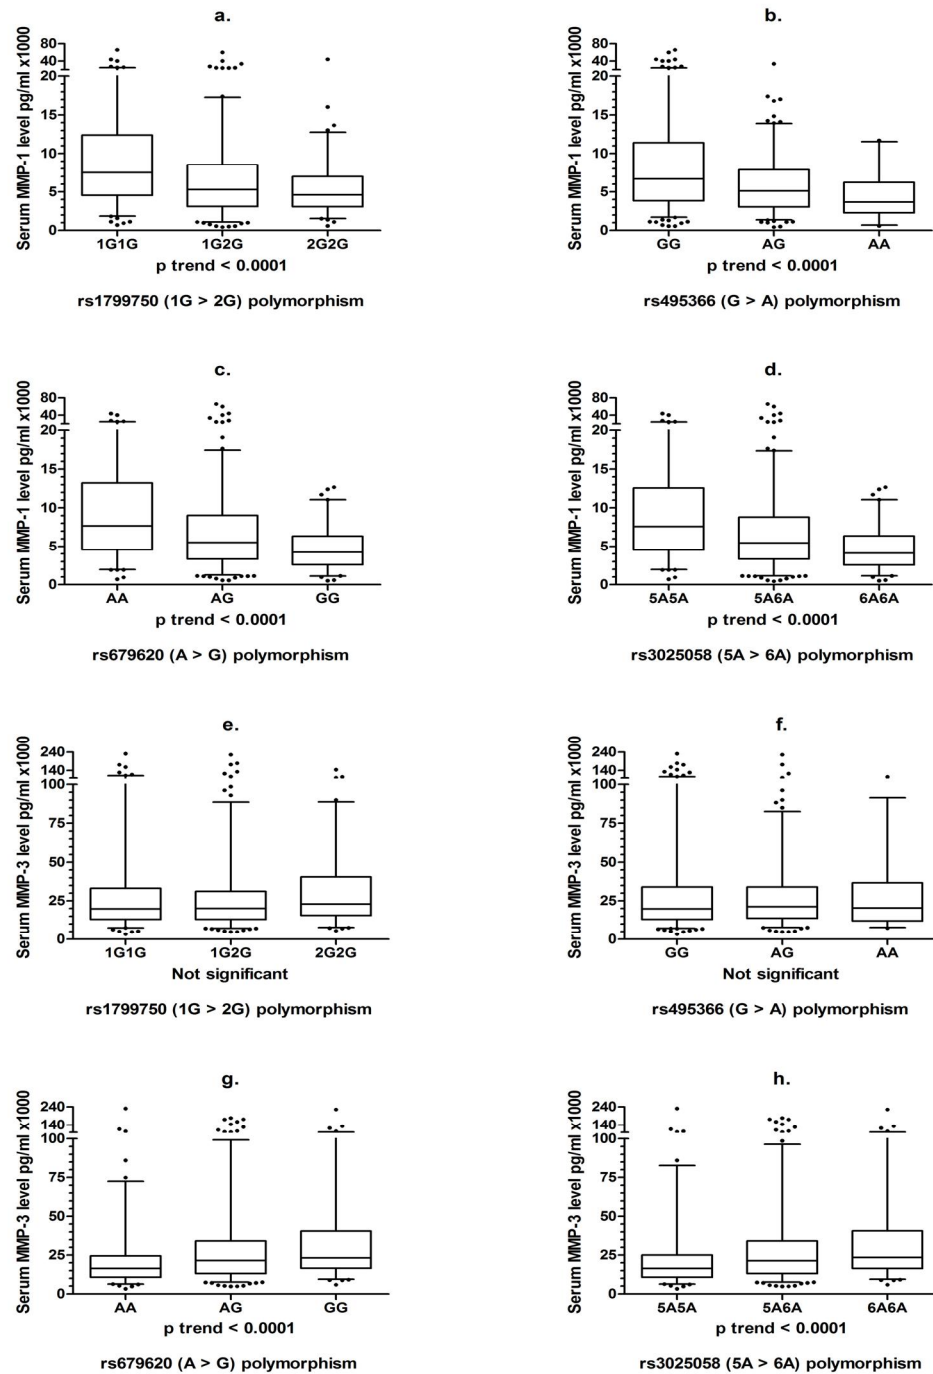 a.
Serum MMP-1 level pg/ml x1000
80
40
20
15
10
5
0
1G1G 1G2G 2G2G
p trend < 0.0001
rs1799750 (1G > 2G) polymorphism
b.
Serum MMP-1 level pg/ml x1000
80
40
20
15
10
5
0
GG AG AA
p trend < 0.0001
rs495366 (G > A) polymorphism
c.
Serum MMP-1 level pg/ml x1000
80
40
20
15
10
5
0
AA AG GG
p trend < 0.0001
rs679620 (A > G) polymorphism
d.
Serum MMP-1 level pg/ml x1000
80
40
20
15
10
5
0
5A5A 5A6A 6A6A
p trend < 0.0001
rs3025058 (5A > 6A) polymorphism
e.
Serum MMP-3 level pg/ml x1000
240
140
100
75
50
25
0
1G1G 1G2G 2G2G
Not significant
rs1799750 (1G > 2G) polymorphism
f.
Serum MMP-3 level pg/ml x1000
240
140
100
75
50
25
0
GG AG AA
Not significant
rs495366 (G > A) polymorphism
g.
Serum MMP-3 level pg/ml x1000
240
140
100
75
50
25
0
AA AG GG
p trend < 0.0001
rs679620 (A > G) polymorphism
h.
Serum MMP-3 level pg/ml x1000
240
140
100
75
50
25
0
5A5A 5A6A 6A6A
p trend < 0.0001
rs3025058 (5A > 6A) polymorphism